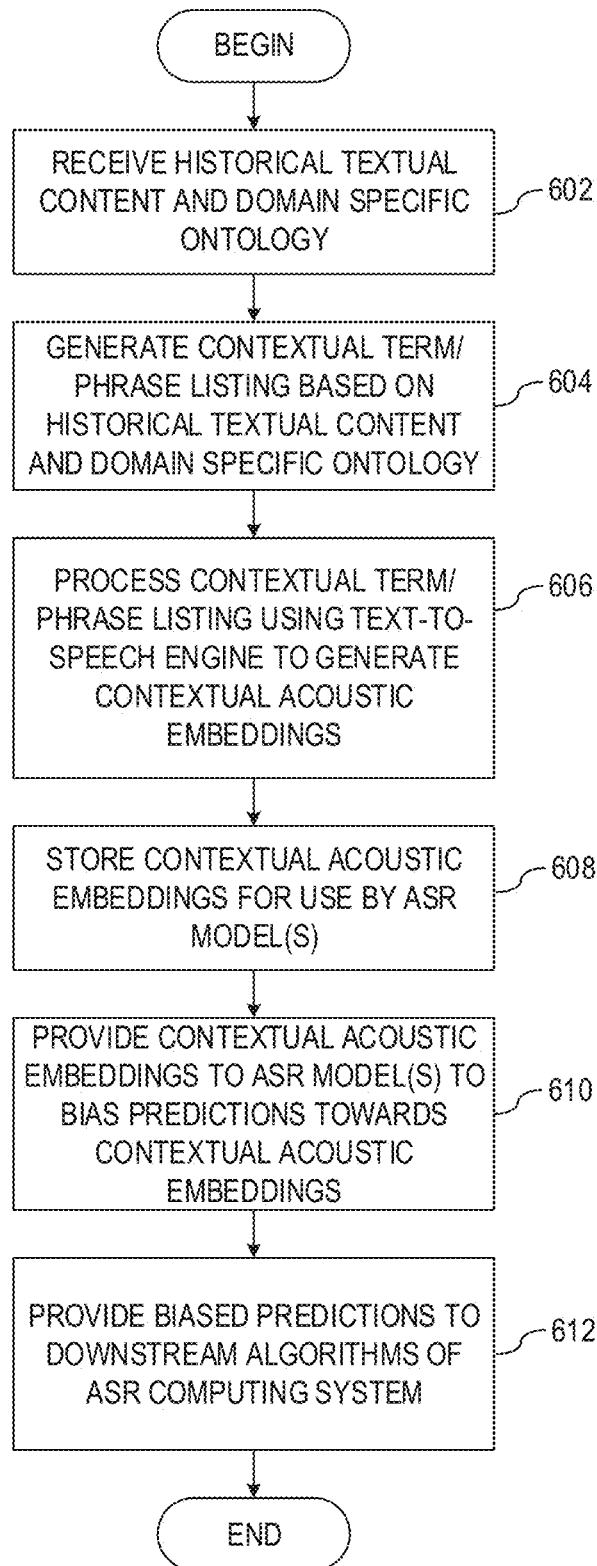 BEGIN
RECEIVE HISTORICAL TEXTUAL
CONTENT AND DOMAIN SPECIFIC
ONTOLOGY
602
GENERATE CONTEXTUAL TERM/
PHRASE LISTING BASED ON
HISTORICAL TEXTUAL CONTENT
AND DOMAIN SPECIFIC ONTOLOGY
604
PROCESS CONTEXTUAL TERM/
PHRASE LISTING USING TEXT-TO-
SPEECH ENGINE TO GENERATE
CONTEXTUAL ACOUSTIC
EMBEDDINGS
606
STORE CONTEXTUAL ACOUSTIC
EMBEDDINGS FOR USE BY ASR
MODEL(S)
608
PROVIDE CONTEXTUAL ACOUSTIC
EMBEDDINGS TO ASR MODEL(S) TO
BIAS PREDICTIONS TOWARDS
CONTEXTUAL ACOUSTIC
EMBEDDINGS
610
PROVIDE BIASED PREDICTIONS TO
DOWNSTREAM ALGORITHMS OF
ASR COMPUTING SYSTEM
612
END